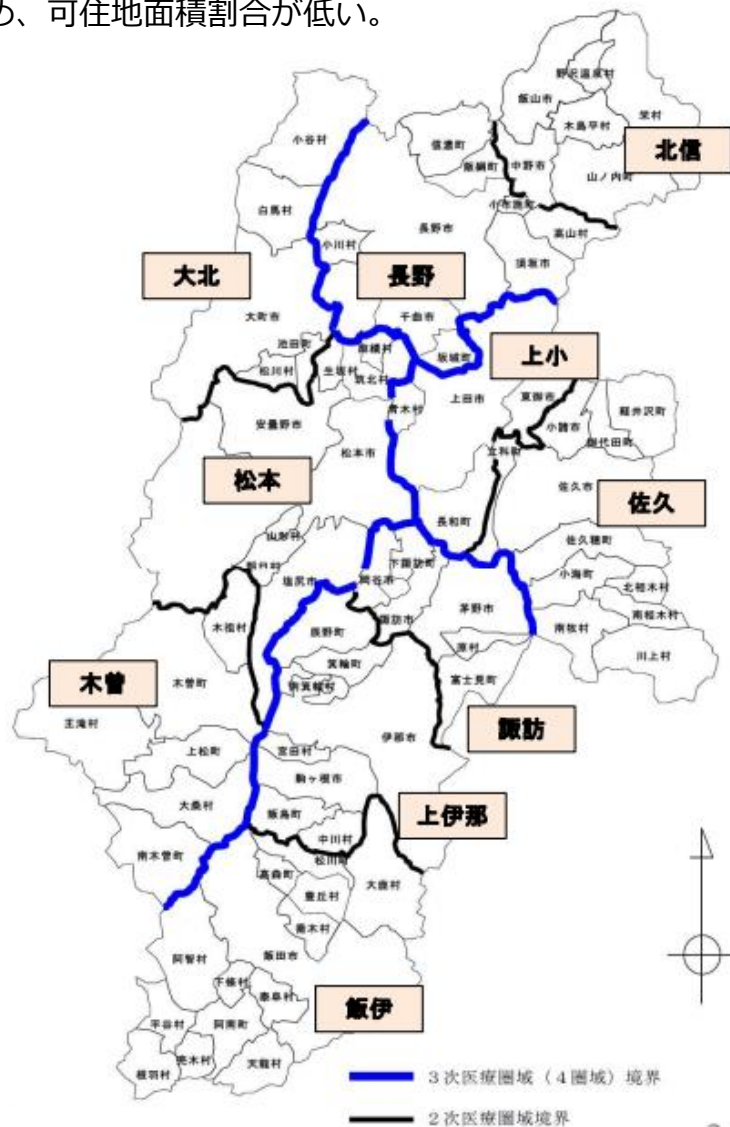 、可住地面積割合が低い。
野沢温泉村
飯山市
小谷村
栄村
木島平村
信濃町
北信
飯綱町
中野市
山ノ内町
白馬村
小布施町
長野市
高山村
小川村
須坂市
大北
長野
大町市
千曲市
池田町
麻績村
坂城町
上小
松川村
生坂村
筑北村
東御市
軽井沢町
青木村
上田市
安曇野市
小諸市
御代田町
松本市
立科町
松本
佐久市
佐久
長和町
山形村
佐久穂町
朝日村
下諏訪町
塩尻市
岡谷市
小海町
北相木村
木祖村
諏訪市
茅野市
南相木村
辰野町
南牧村
原村
川上村
木曽
箕輪町
木曽町
南箕輪村
富士見町
王滝村
伊那市
諏訪
上松町
宮田村
駒ヶ根市
大桑村
飯島町
上伊那
中川村
南木曽町
松川町
高森町
大鹿村
豊丘村
喬木村
阿智村
飯田市
下條村
泰阜村
飯伊
平谷村
阿南町
売木村
天龍村
根羽村
3次医療圏域(4圏域)境界
2次医療圏域境界